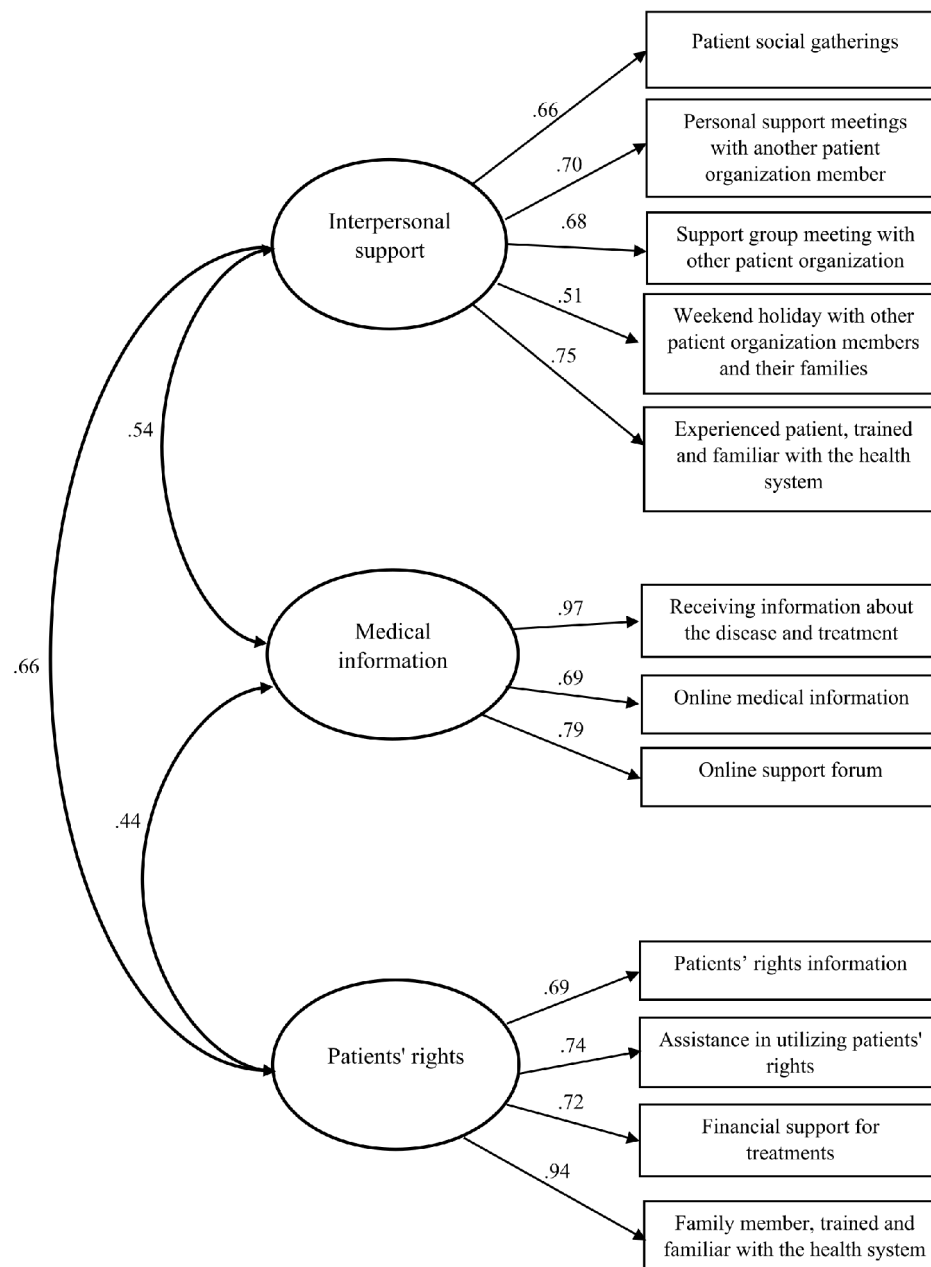 Patient social gatherings
.66
Personal support meetings
with another patient
organization member
.70
Interpersonal
support
.68
Support group meeting with
other patient organization
.51
Weekend holiday with other
patient organization members
and their families
.75
Experienced patient, trained
and familiar with the health
system
.54
.97
Receiving information about
the disease and treatment
Medical
information
.66
.69
Online medical information
.79
Online support forum
.44
.69
Patients’ rights information
Patients' rights
.74
Assistance in utilizing patients'
rights
.72
Financial support for
treatments
.94
Family member, trained and
familiar with the health system